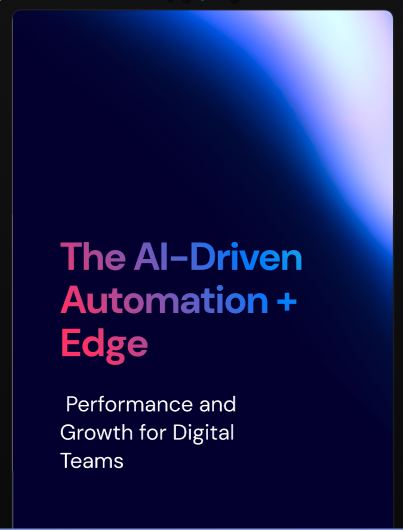 The AI-Driven
Automation +
Edge
Performance and
Growth for Digital
Teams